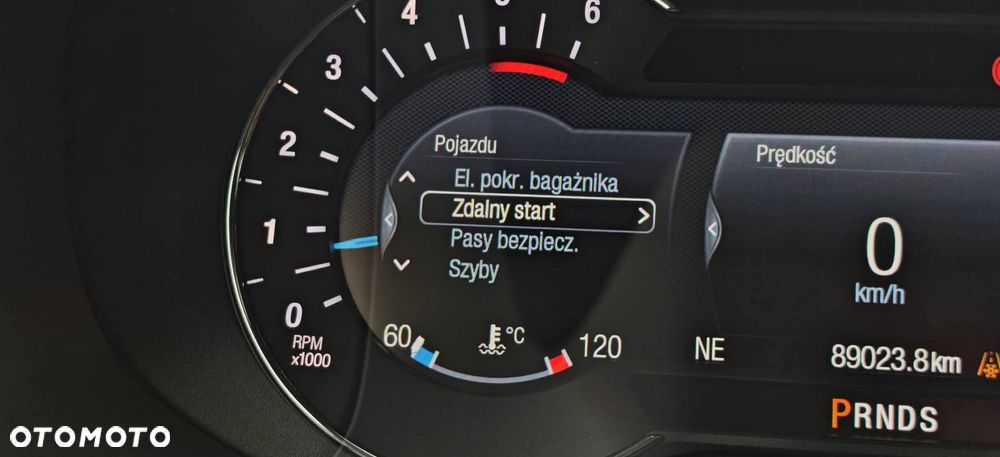 4
5
6
3
2
1
0
RPM
x1000
Pojazdu
El. pokr. bagażnika
Zdalny start
Pasy bezpiecz.
Szyby
60
°C
120
Prędkość
0
km/h
NE
89023.8km
PRNDS
OTOMOTO